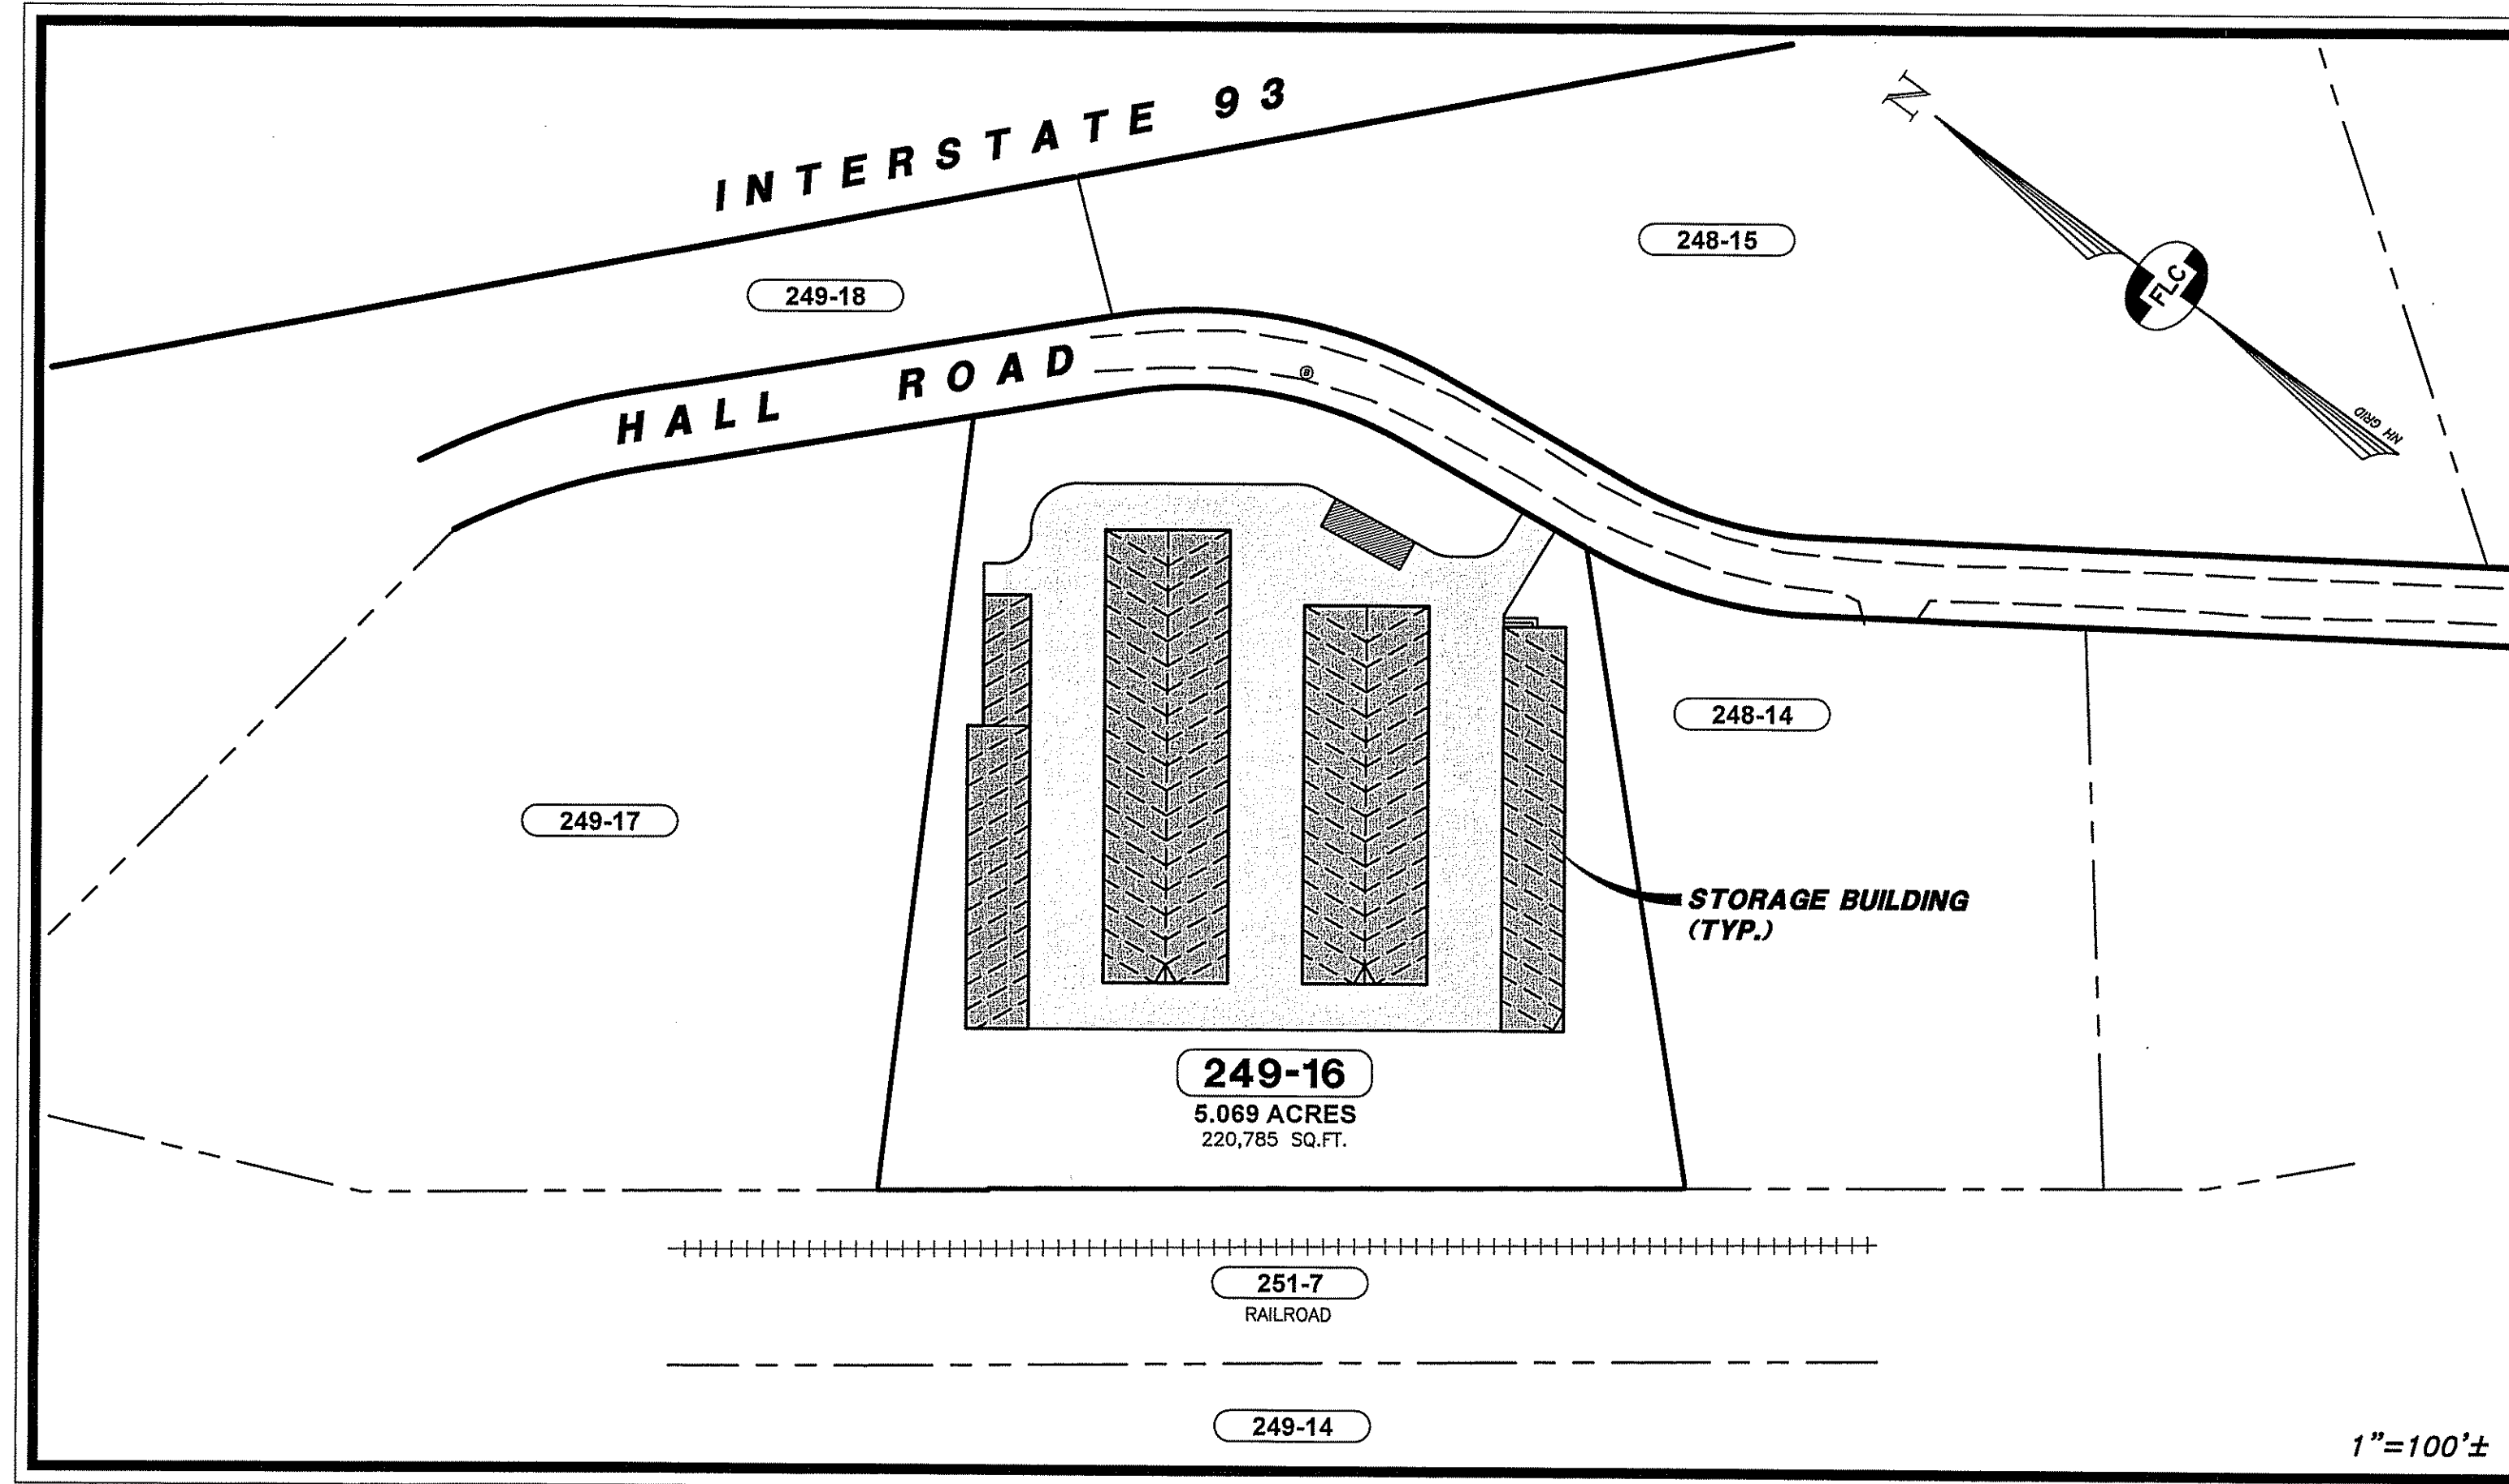 INTERSTATE 93
N
248-15
249-18
FLC
HALL ROAD
B
NH GRID
248-14
249-17
STORAGE BUILDING
(TYP.)
249-16
5.069 ACRES
220,785 SQ.FT.
251-7
RAILROAD
249-14
1"=100'±